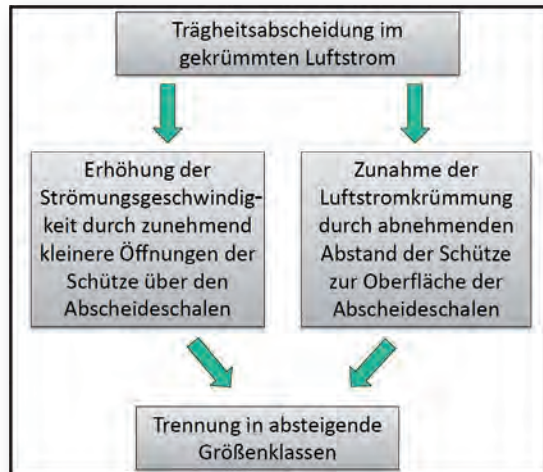 Trägheitsabscheidung im
gekrümmten Luftstrom
Erhöhung der
Strömungsgeschwindig-
keit durch zunehmend
kleinere Öffnungen der
Schütze über den
Abscheideschalen
Zunahme der
Luftstromkrümmung
durch abnehmenden
Abstand der Schütze
zur Oberfläche der
Abscheideschalen
Trennung in absteigende
Größenklassen